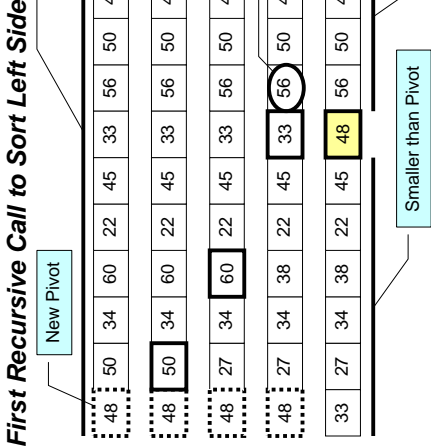 First Recursive Call to Sort Left Side
New Pivot
48 50 34 60 22 45 33 56 50
48 50 34 60 22 45 33 56 50
48 27 34 60 22 45 33 56 50
48 27 34 38 22 45 33 56 50
33 27 34 38 22 45 48 56 50
Smaller than Pivot